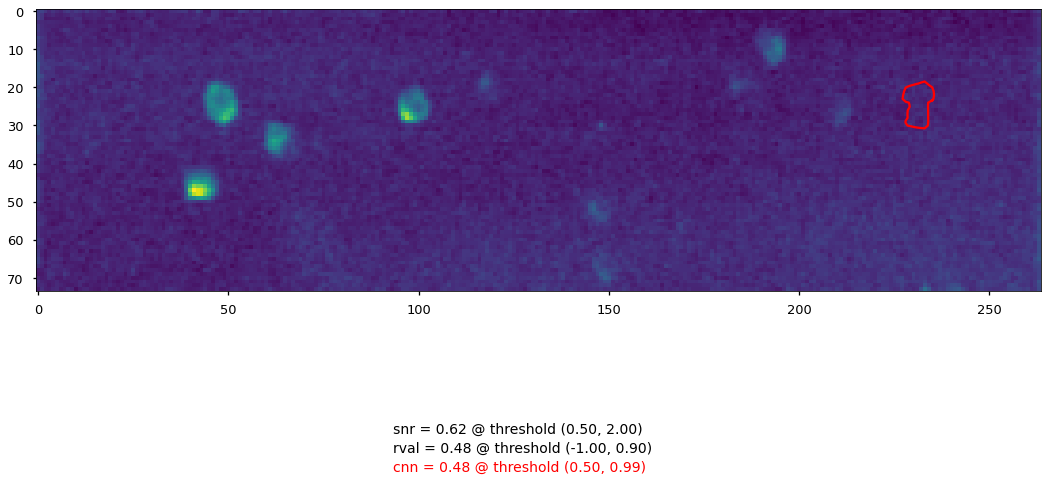 0
10
20
30
40
50
60
70
0 50 100 150 200 250
snr = 0.62 @ threshold (0.50, 2.00)
rval = 0.48 @ threshold (-1.00, 0.90)
cnn = 0.48 @ threshold (0.50, 0.99)